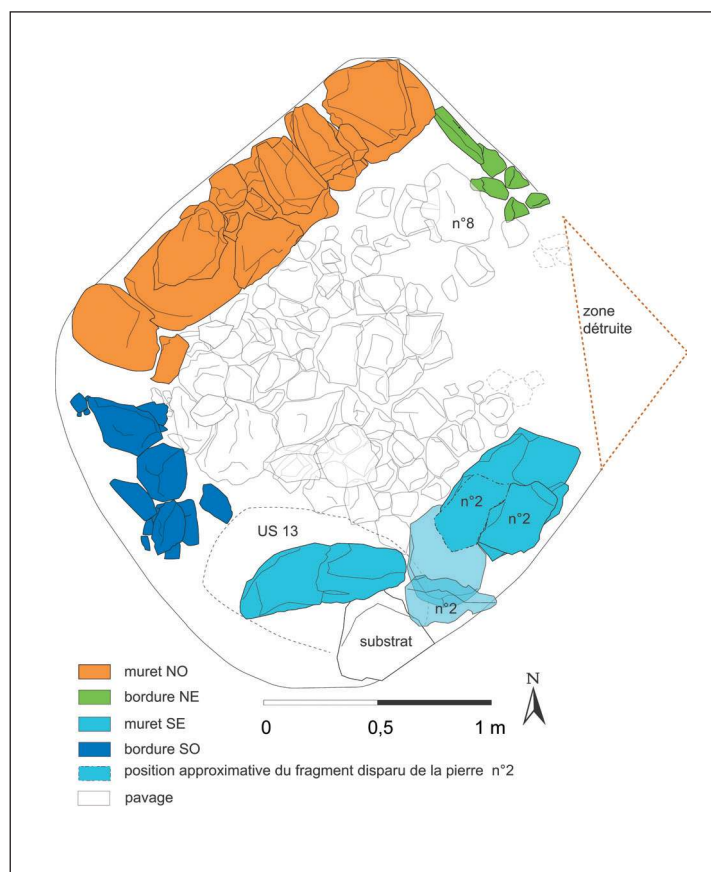 n°8
zone
détruite
n°2
n°2
US 13
n°2
substrat
muret NO
bordure NE
muret SE
bordure SO
position approximative du fragment disparu de la pierre n°2
pavage
N
0 0,5 1 m